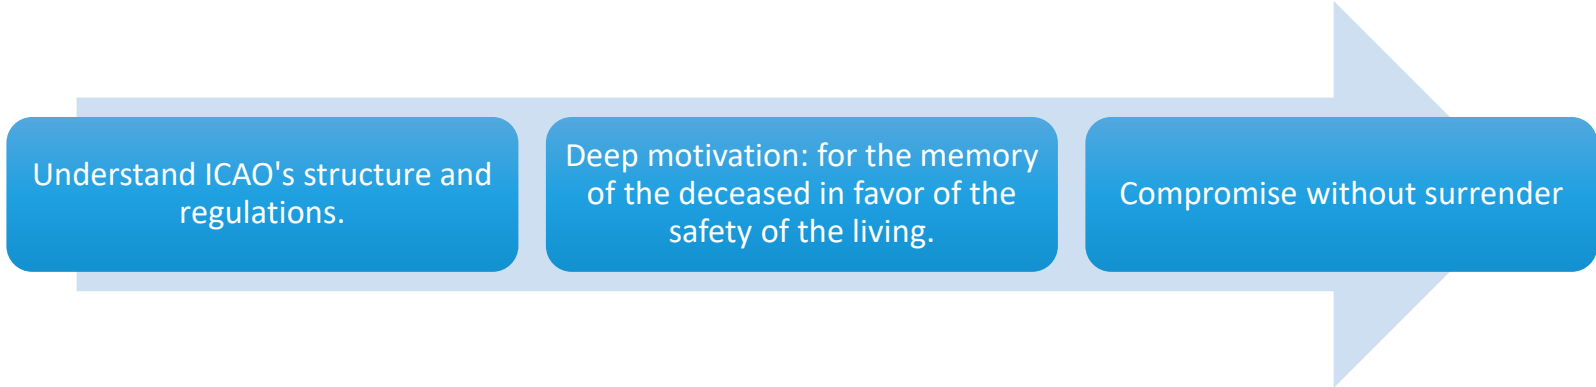 Understand ICAO's structure and
regulations.
Deep motivation: for the memory
of the deceased in favor of the
safety of the living.
Compromise without surrender